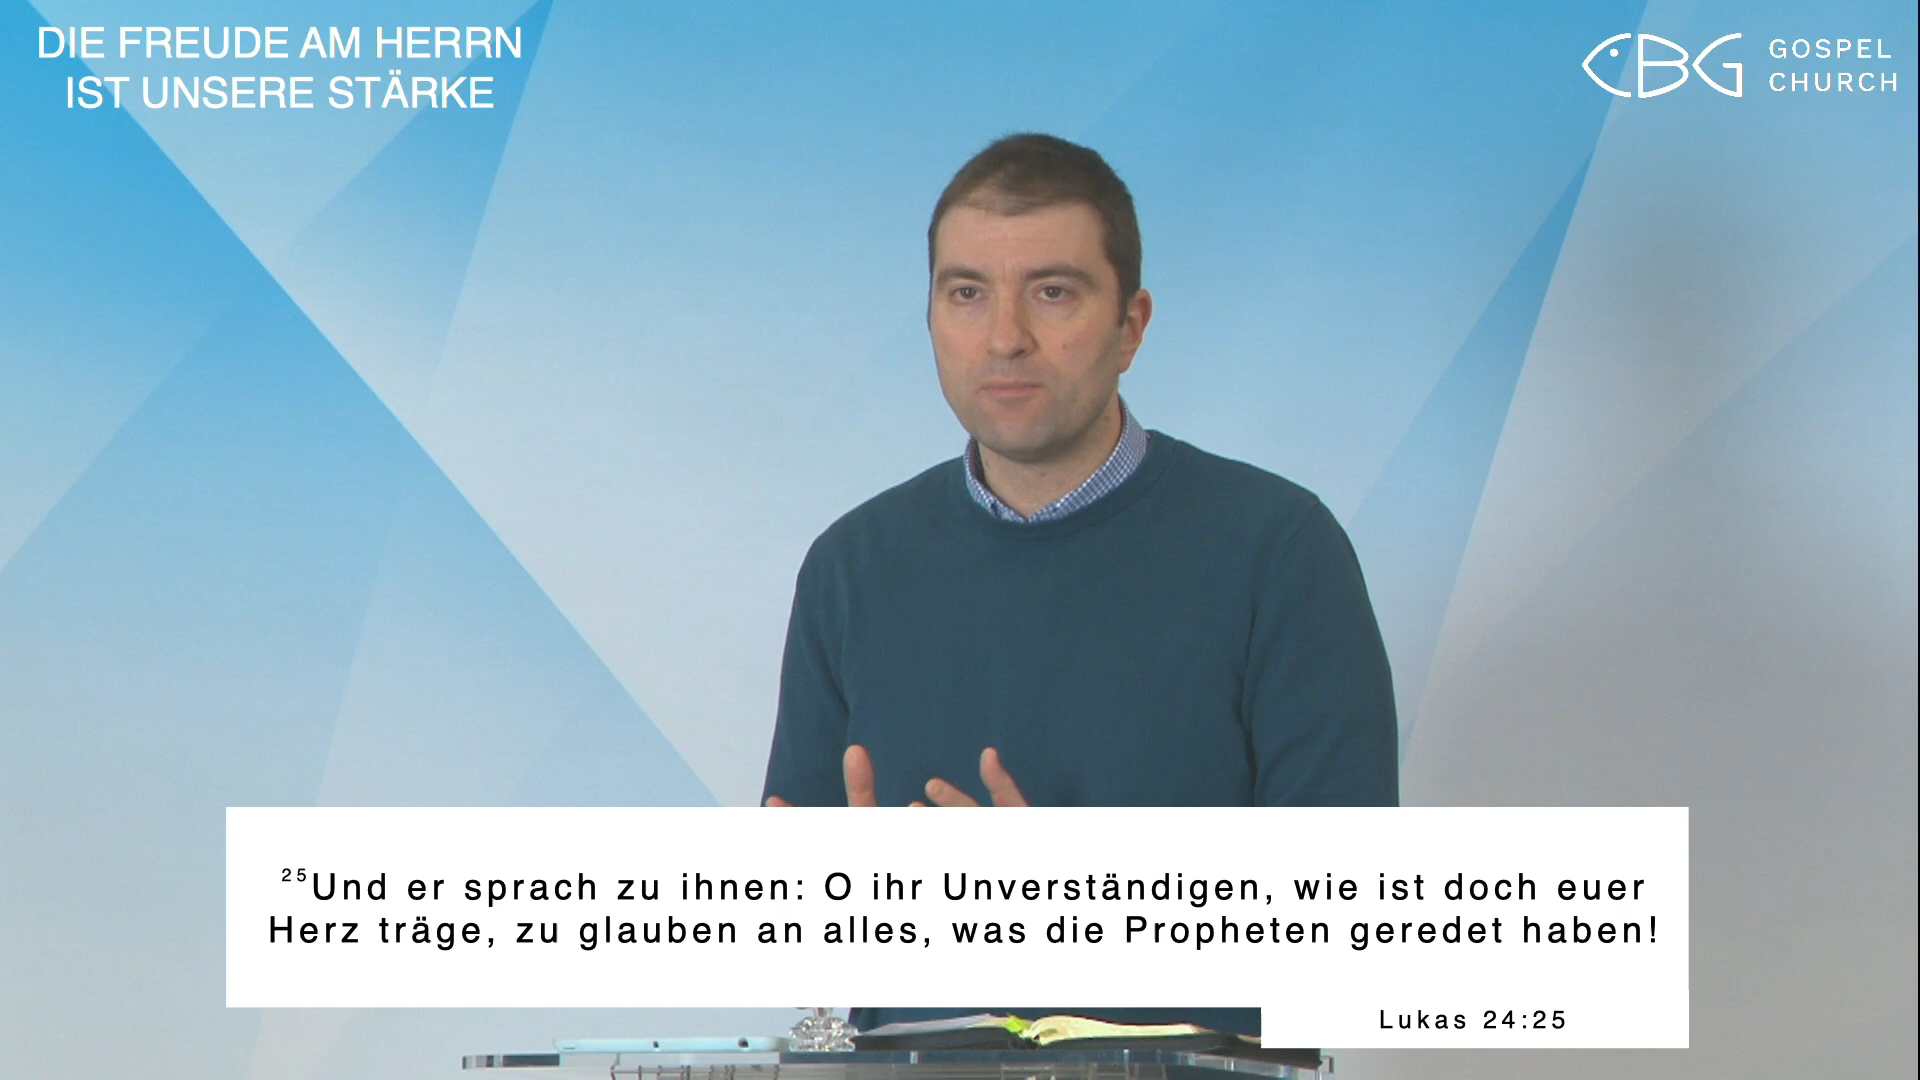 DIE FREUDE AM HERRN
IST UNSERE STÄRKE
CBG GOSPEL
CHURCH
²⁵Und er sprach zu ihnen: O ihr Unverständigen, wie ist doch euer
Herz träge, zu glauben an alles, was die Propheten geredet haben!
Lukas 24:25